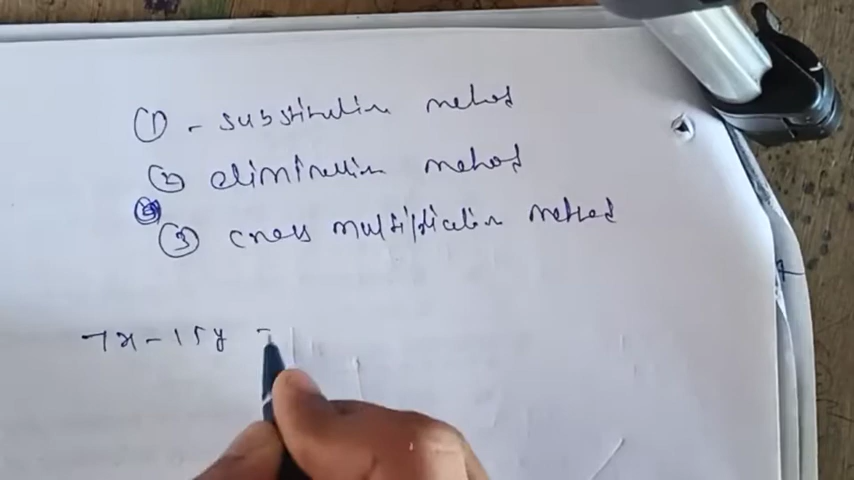 ① - substitution method
② elimination method
③ cross multiplication method
7x - 15y =